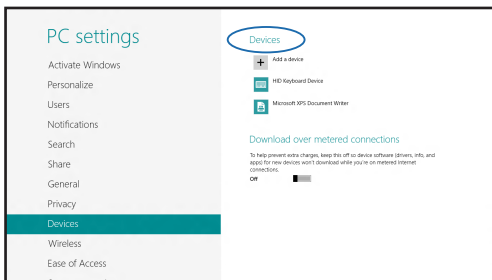 PC settings
Activate Windows
Personalize
Users
Notifications
Search
Share
General
Privacy
Devices
Wireless
Ease of Access
Devices
Add a device
HID Keyboard Device
Microsoft XPS Document Writer
Download over metered connections
To help prevent extra charges, keep this off so device software (drivers, info, and
apps) for new devices won't download while you're on metered Internet
connections.
Off